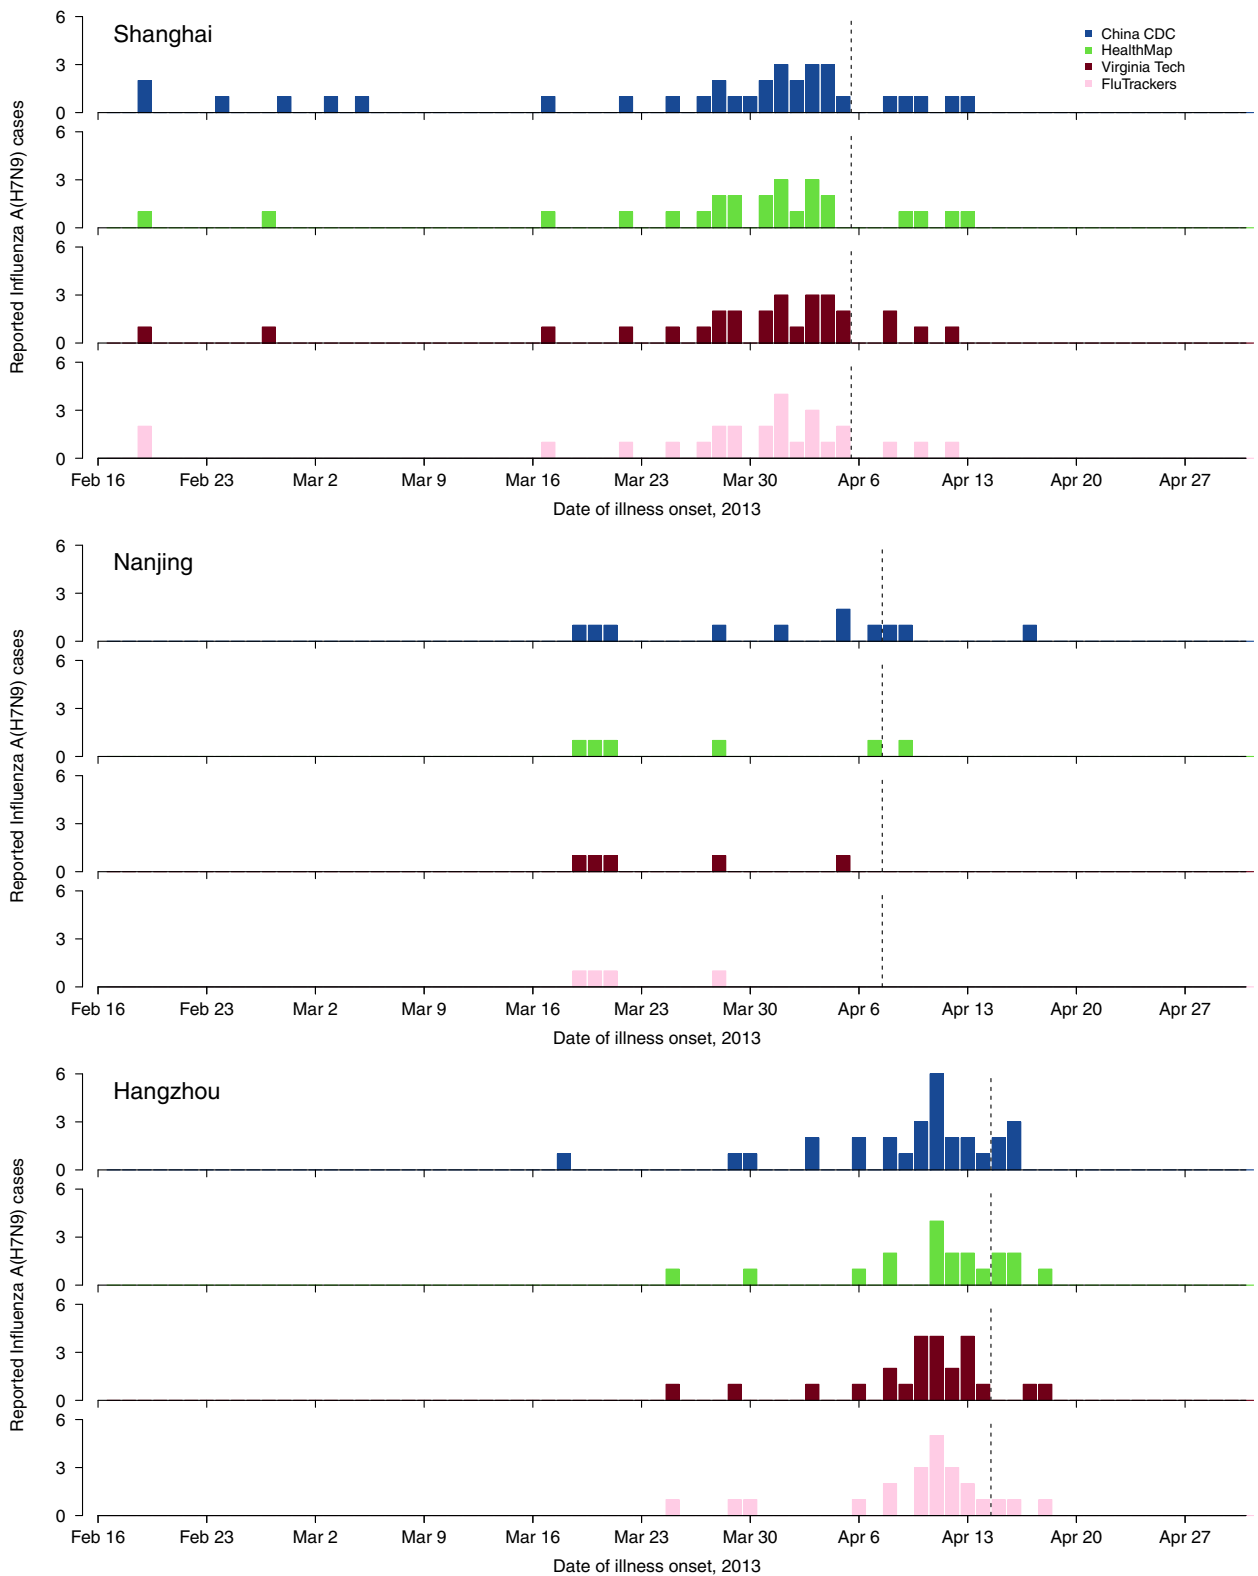 Shanghai
China CDC
HealthMap
Virginia Tech
FluTrackers
Reported Influenza A(H7N9) cases
6
3
0
6
3
0
6
3
0
6
3
0
Feb 16 Feb 23 Mar 2 Mar 9 Mar 16 Mar 23 Mar 30 Apr 6 Apr 13 Apr 20 Apr 27
Date of illness onset, 2013
Nanjing
Reported Influenza A(H7N9) cases
6
3
0
6
3
0
6
3
0
6
3
0
Feb 16 Feb 23 Mar 2 Mar 9 Mar 16 Mar 23 Mar 30 Apr 6 Apr 13 Apr 20 Apr 27
Date of illness onset, 2013
Hangzhou
Reported Influenza A(H7N9) cases
6
3
0
6
3
0
6
3
0
6
3
0
Feb 16 Feb 23 Mar 2 Mar 9 Mar 16 Mar 23 Mar 30 Apr 6 Apr 13 Apr 20 Apr 27
Date of illness onset, 2013